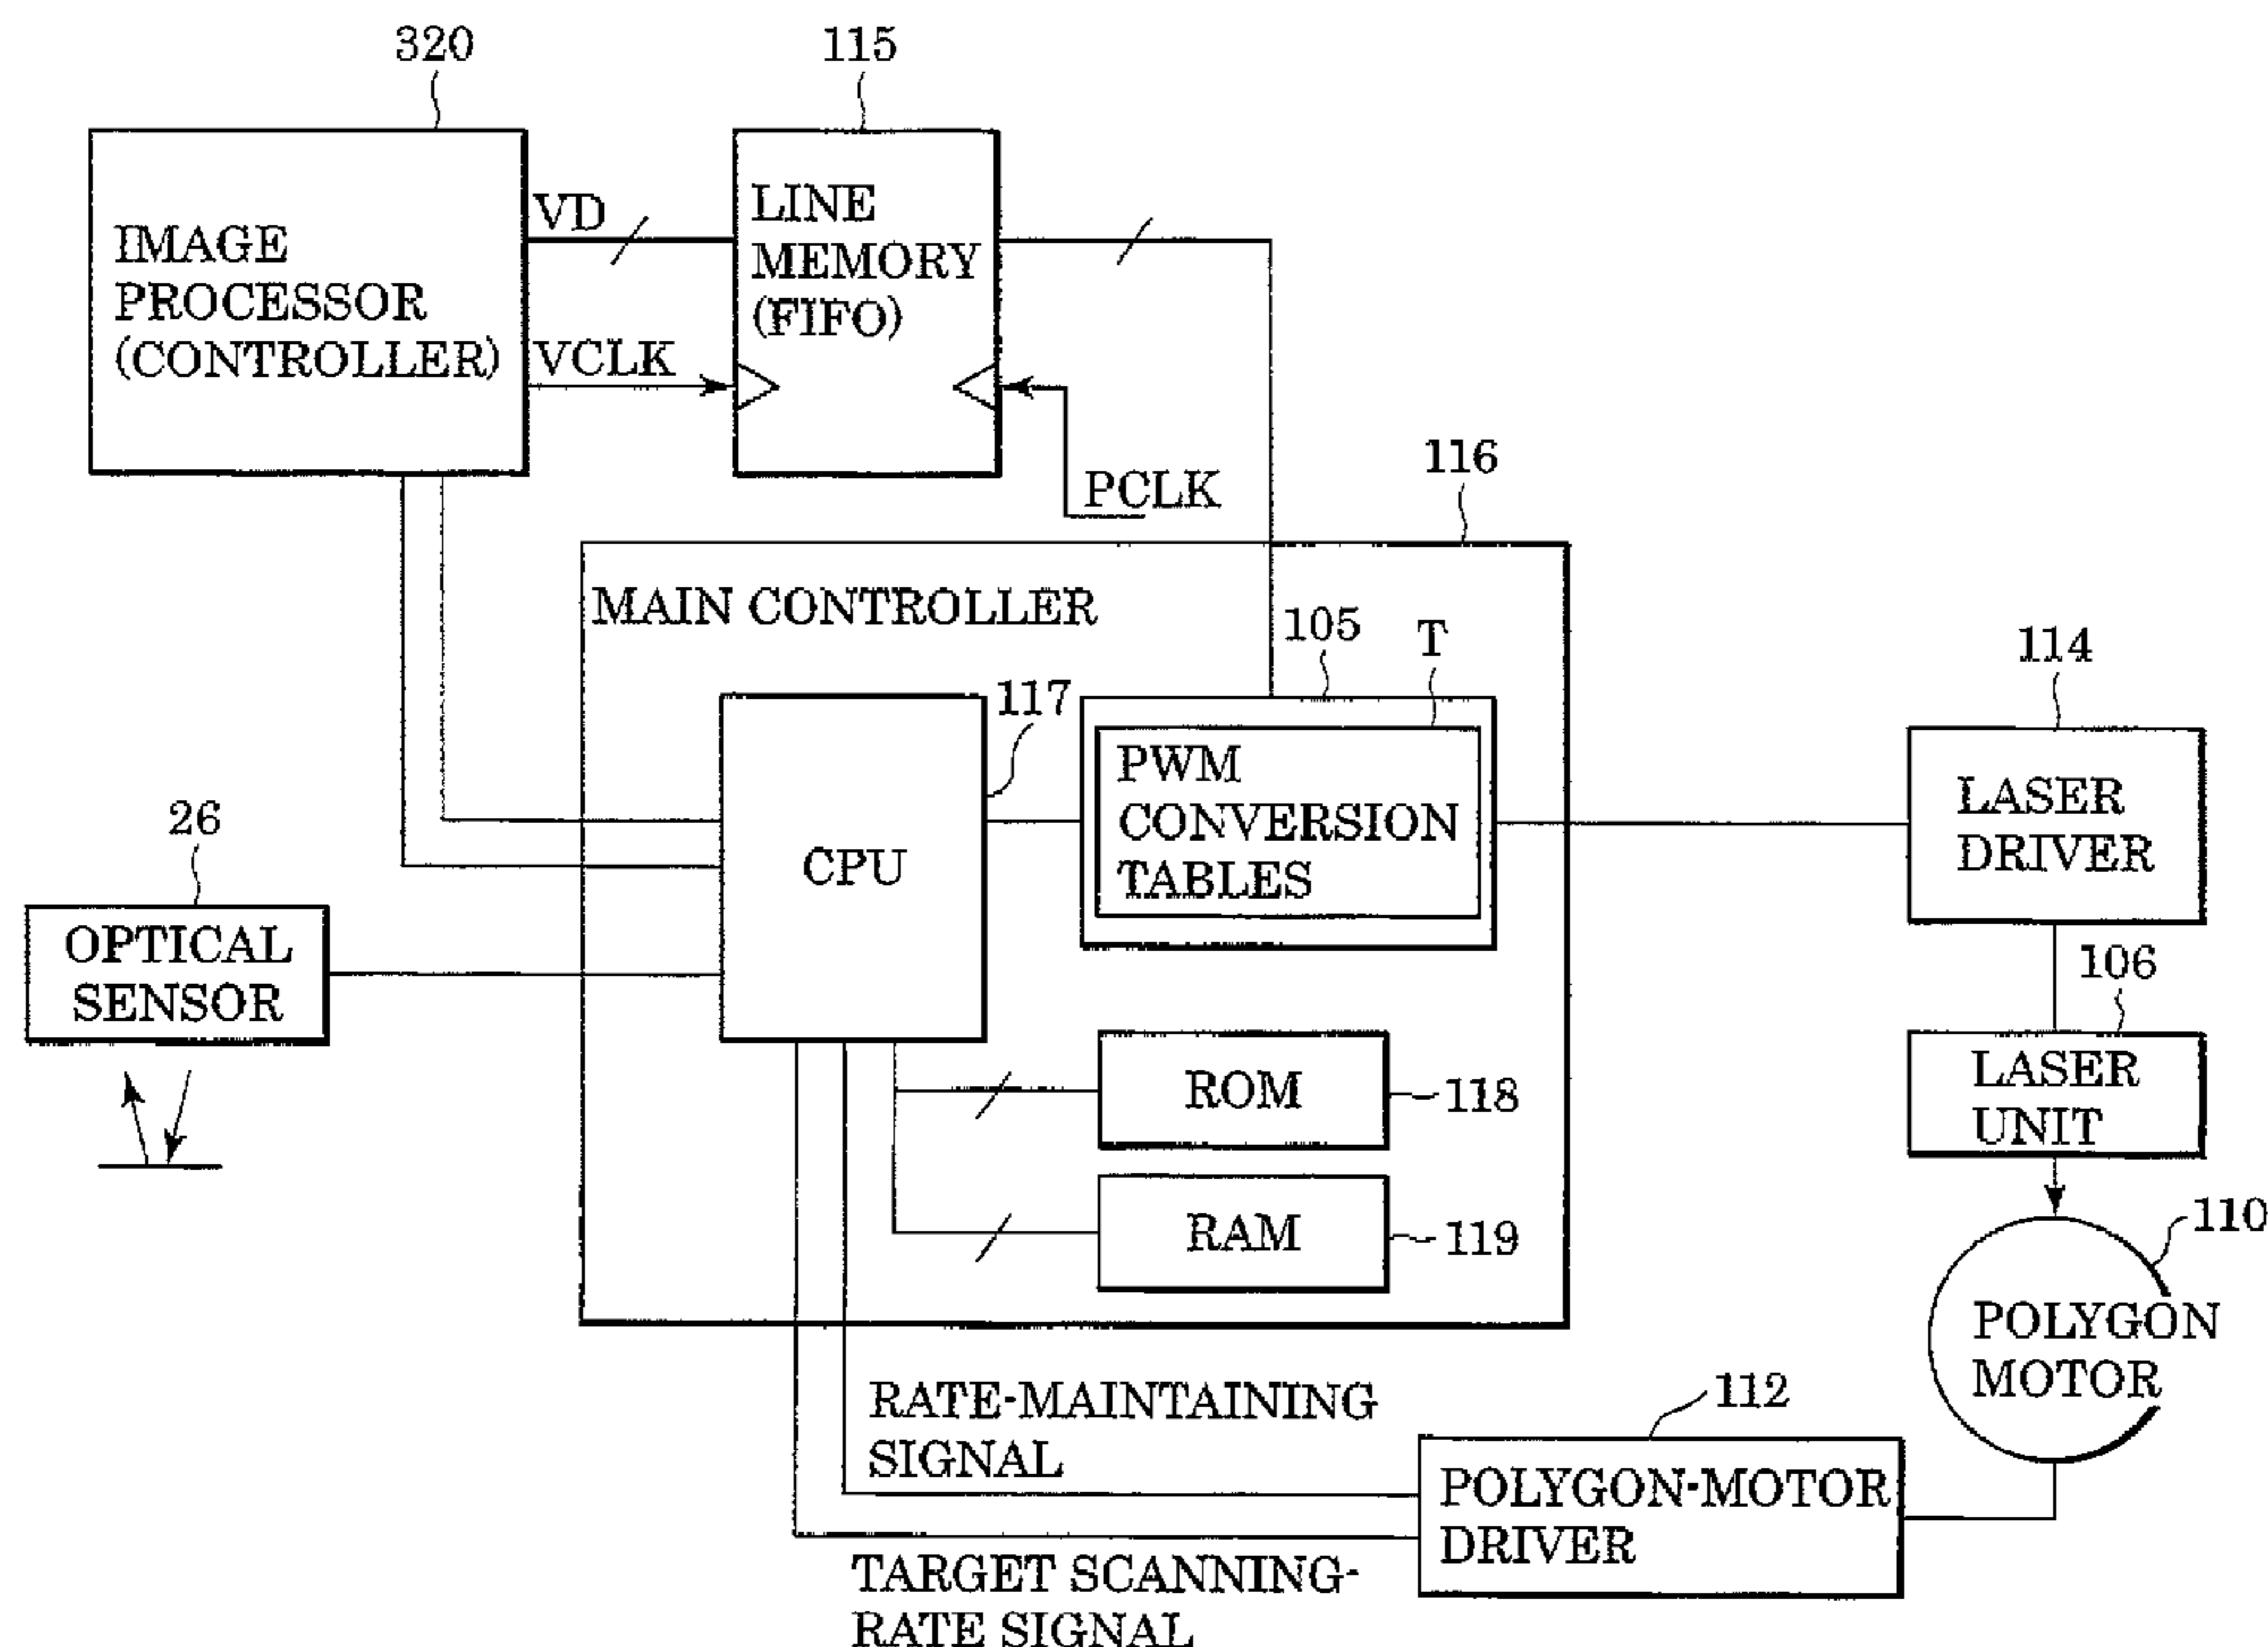 320
115
IMAGE
PROCESSOR
(CONTROLLER)
VD
VCLK
LINE
MEMORY
(FIFO)
PCLK
116
MAIN CONTROLLER
105
T
117
CPU
PWM
CONVERSION
TABLES
114
LASER
DRIVER
26
OPTICAL
SENSOR
106
LASER
UNIT
ROM
118
RAM
119
110
POLYGON
MOTOR
RATE-MAINTAINING
SIGNAL
112
POLYGON-MOTOR
DRIVER
TARGET SCANNING-
RATE SIGNAL